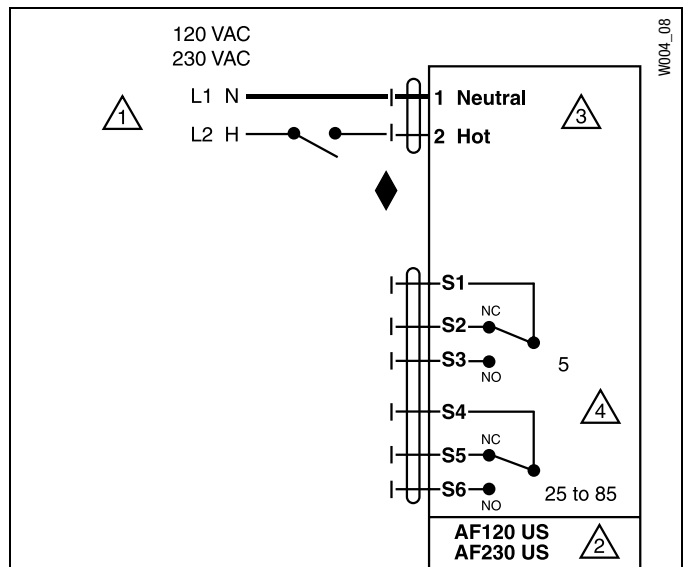 120 VAC
230 VAC
W004_08
L1 N
1 Neutral
1
3
L2 H
2 Hot
S1
NC
S2
S3
5
NO
S4
4
NC
S5
S6
25 to 85
NO
AF120 US
AF230 US
2